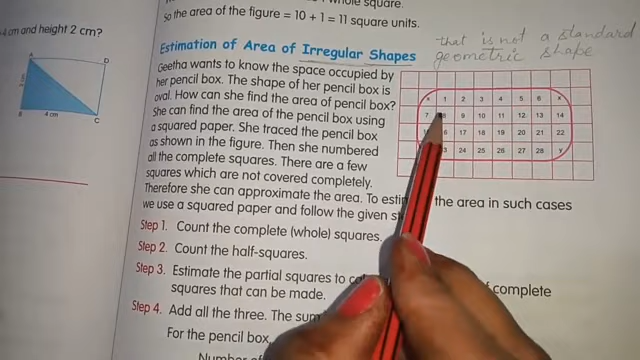 whole square.
So the area of the figure = 10 + 1 = 11 square units.
4 cm and height 2 cm?
Estimation of Area of Irregular Shapes
that is not a standard
geometric shape
A
D
B
4 cm
C
Geetha wants to know the space occupied by
her pencil box. The shape of her pencil box is
oval. How can she find the area of pencil box?
She can find the area of the pencil box using
a squared paper. She traced the pencil box
as shown in the figure. Then she numbered
all the complete squares. There are a few
squares which are not covered completely.
Therefore she can approximate the area. To the area in such cases
we use a squared paper and follow the given
x 1 2 3 4 5 6 x
7 8 9 10 11 12 13 14
17 18 19 20 21 22
24 25 26 27 28 y
Step 1. Count the complete (whole) squares.
Step 2. Count the half-squares.
Step 3. Estimate the partial squares to of complete
squares that can be made.
Step 4. Add all the three. The sum
For the pencil box,